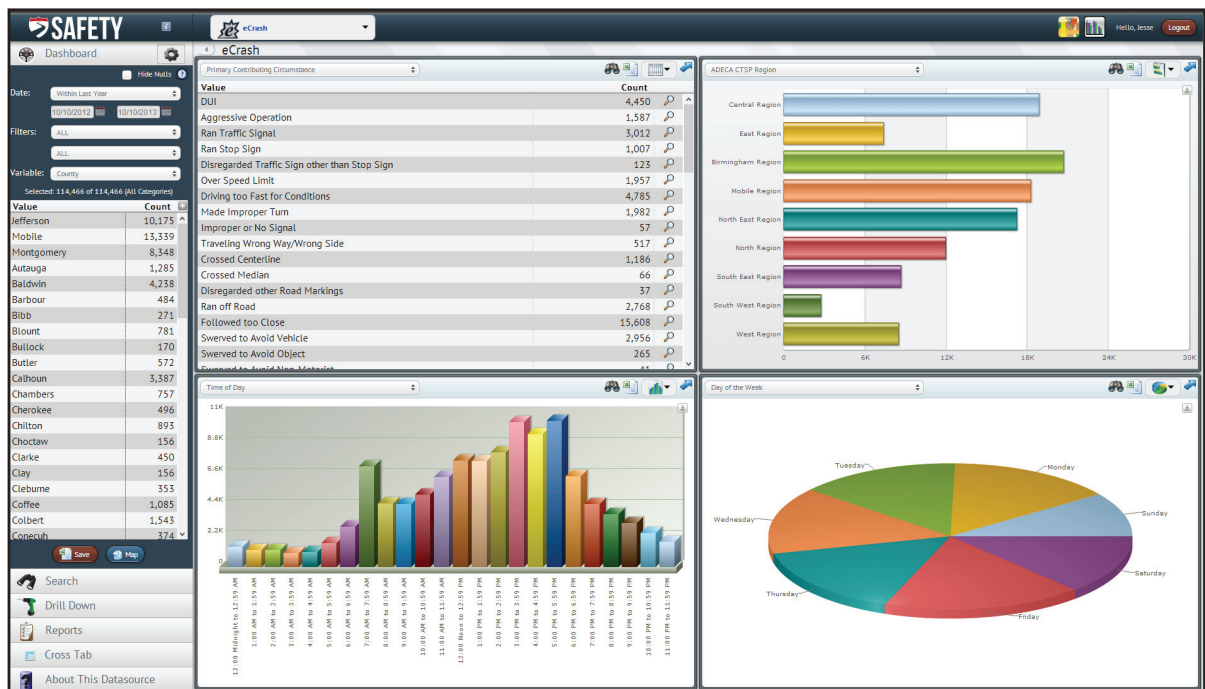 SAFETY
i
eCrash
Hello, Jesse
Logout
Dashboard
Hide Nulls ?
Date: Within Last Year
10/10/2012 10/10/2013
Filters: ALL
ALL
Variable: County
Selected: 114,466 of 114,466 (All Categories)
Value Count
Jefferson 10,175
Mobile 13,339
Montgomery 8,348
Autauga 1,285
Baldwin 4,238
Barbour 484
Bibb 271
Blount 781
Bullock 170
Butler 572
Calhoun 3,387
Chambers 757
Cherokee 496
Chilton 893
Choctaw 156
Clarke 450
Clay 156
Cleburne 353
Coffee 1,085
Colbert 1,543
Conecuh 374
Save Map
Search
Drill Down
Reports
Cross Tab
About This Datasource
eCrash
Primary Contributing Circumstance
Value Count
DUI 4,450
Aggressive Operation 1,587
Ran Traffic Signal 3,012
Ran Stop Sign 1,007
Disregarded Traffic Sign other than Stop Sign 123
Over Speed Limit 1,957
Driving too Fast for Conditions 4,785
Made Improper Turn 1,982
Improper or No Signal 57
Traveling Wrong Way/Wrong Side 517
Crossed Centerline 1,186
Crossed Median 66
Disregarded other Road Markings 37
Ran off Road 2,768
Followed too Close 15,608
Swerved to Avoid Vehicle 2,956
Swerved to Avoid Object 265
Swerved to Avoid Non-Motorist 41
ADECA CTSP Region
Central Region
East Region
Birmingham Region
Mobile Region
North East Region
North Region
South East Region
South West Region
West Region
0 6K 12K 18K 24K 30K
Time of Day
11K
8.8K
6.6K
4.4K
2.2K
0
12:00 Midnight to 12:59 AM
1:00 AM to 1:59 AM
2:00 AM to 2:59 AM
3:00 AM to 3:59 AM
4:00 AM to 4:59 AM
5:00 AM to 5:59 AM
6:00 AM to 6:59 AM
7:00 AM to 7:59 AM
8:00 AM to 8:59 AM
9:00 AM to 9:59 AM
10:00 AM to 10:59 AM
11:00 AM to 11:59 AM
12:00 Noon to 12:59 PM
1:00 PM to 1:59 PM
2:00 PM to 2:59 PM
3:00 PM to 3:59 PM
4:00 PM to 4:59 PM
5:00 PM to 5:59 PM
6:00 PM to 6:59 PM
7:00 PM to 7:59 PM
8:00 PM to 8:59 PM
9:00 PM to 9:59 PM
10:00 PM to 10:59 PM
11:00 PM to 11:59 PM
Day of the Week
Tuesday
Monday
Wednesday
Sunday
Thursday
Saturday
Friday